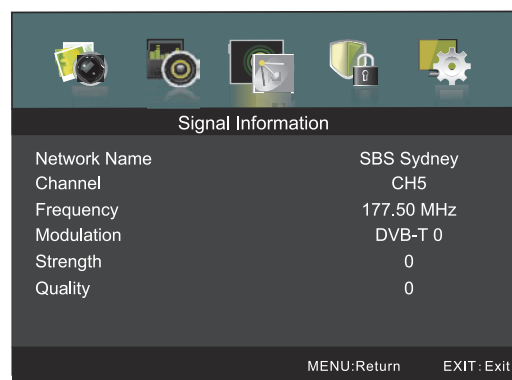 Signal Information
Network Name SBS Sydney
Channel CH5
Frequency 177.50 MHz
Modulation DVB-T 0
Strength 0
Quality 0
MENU:Return EXIT:Exit